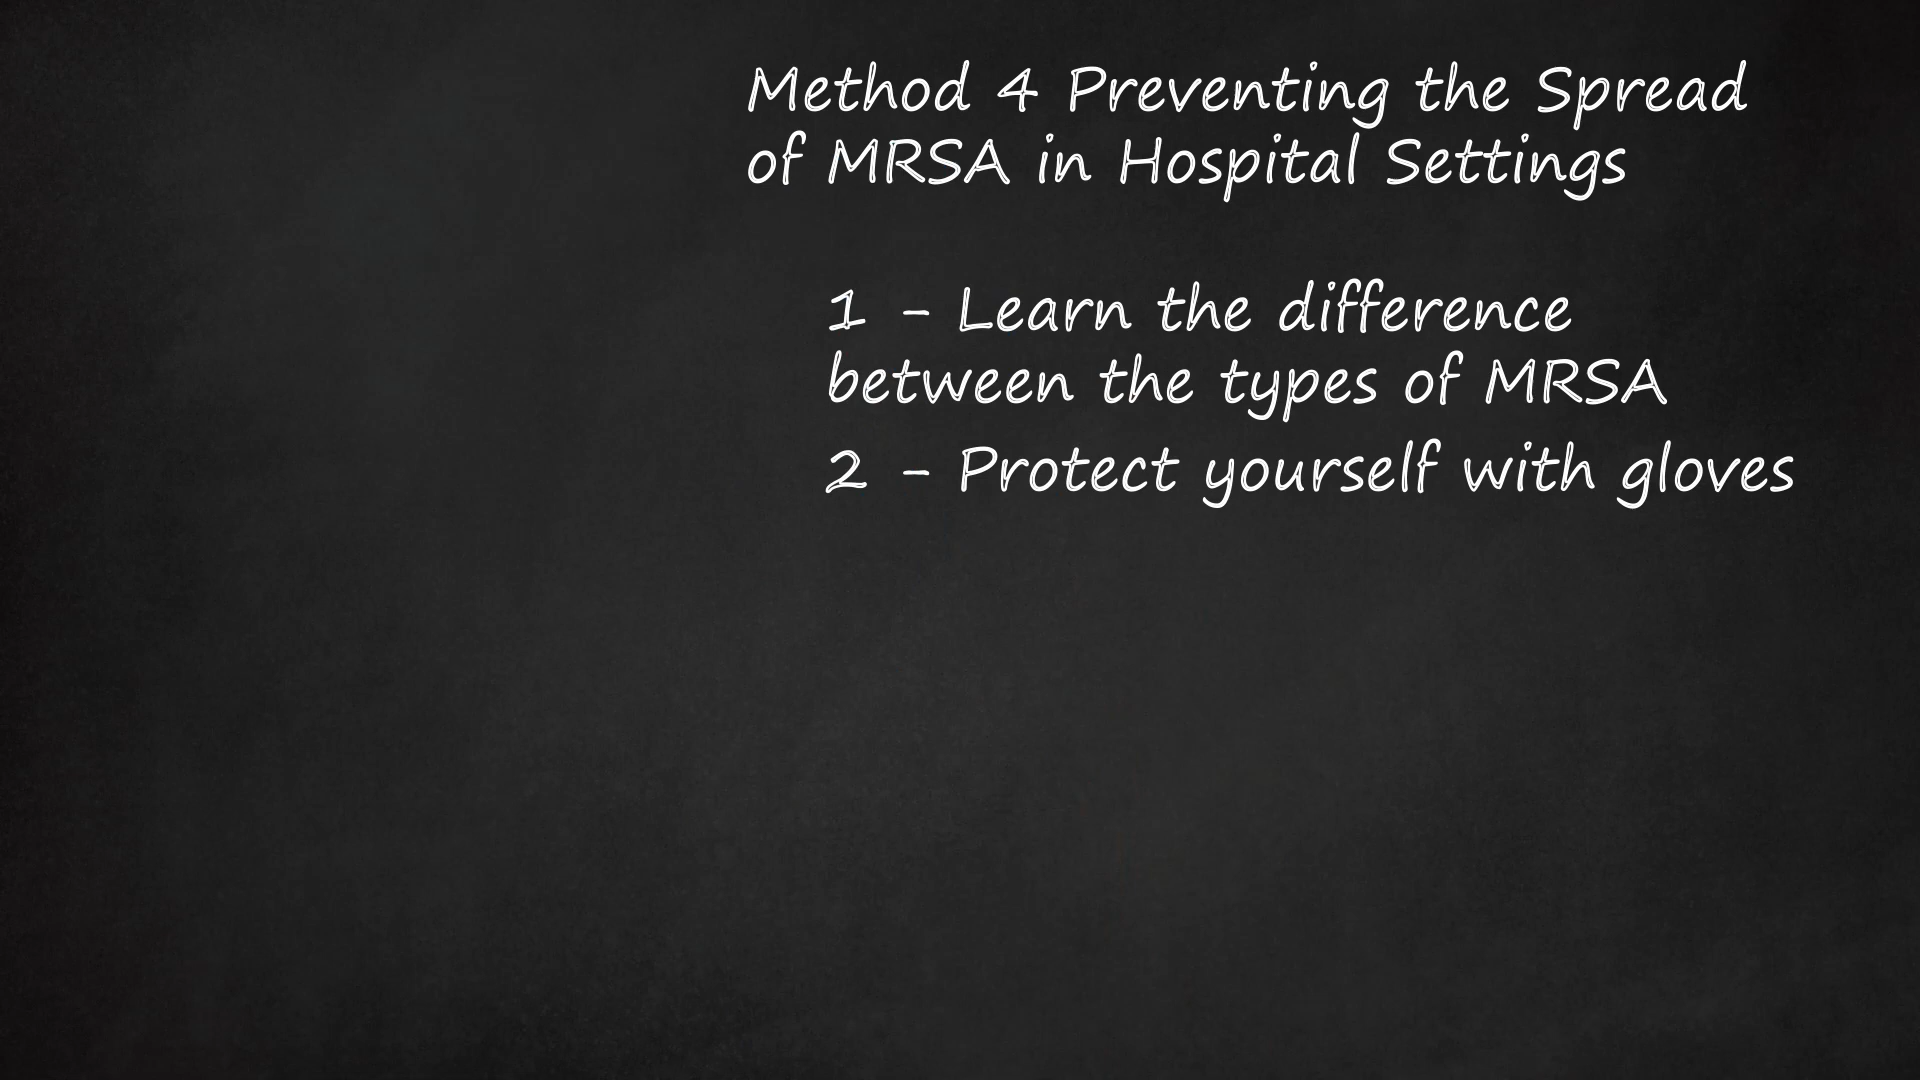 Method 4 Preventing the Spread
of MRSA in Hospital Settings
1 - Learn the difference
between the types of MRSA
2 - Protect yourself with gloves